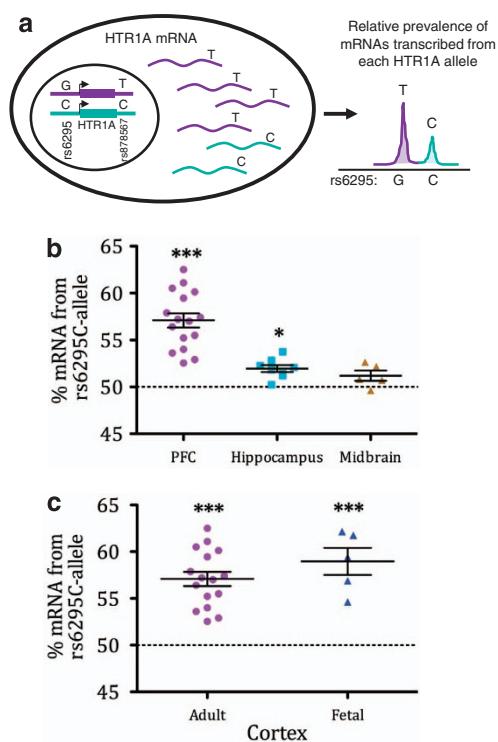 a
HTR1A mRNA
G T
C C
HTR1A
rs6295
rs878567
T
T
T
T
C
C
Relative prevalence of
mRNAs transcribed from
each HTR1A allele
T
C
rs6295: G C
b
% mRNA from
rs6295C-allele
65
60
55
50
45
***
*
PFC Hippocampus Midbrain
c
% mRNA from
rs6295C-allele
65
60
55
50
45
***
***
Adult Fetal
Cortex